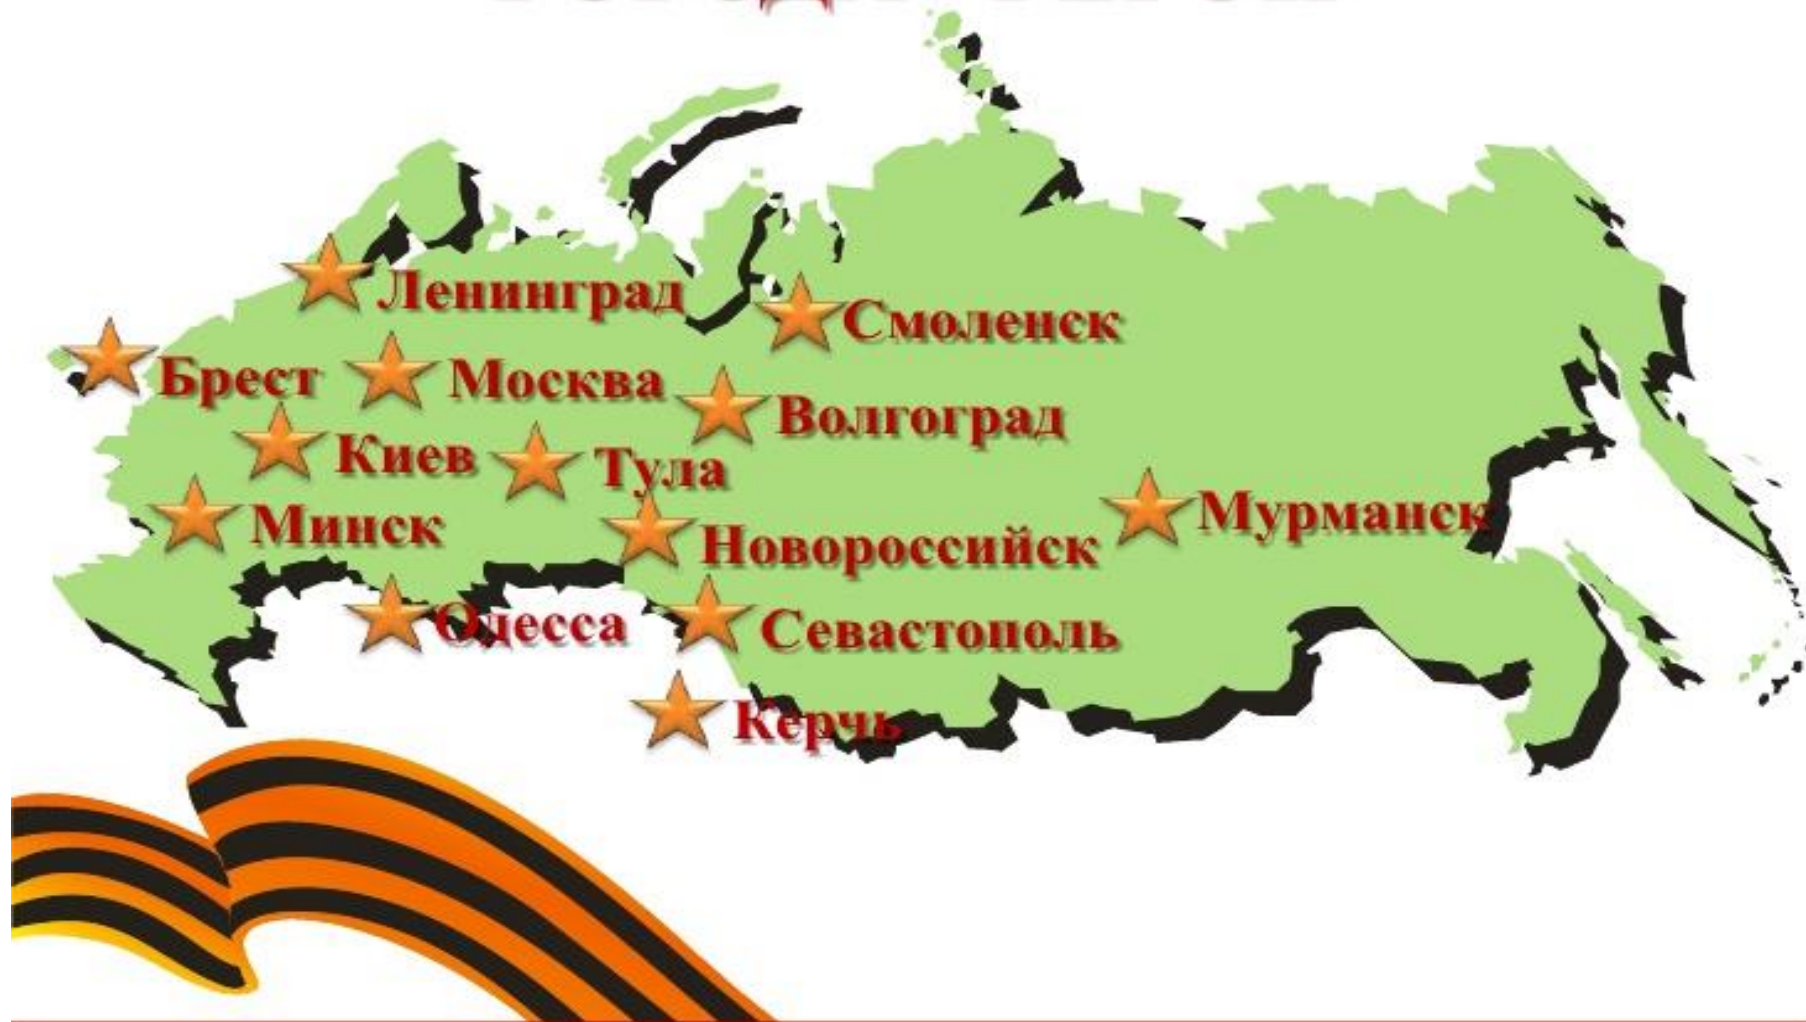 Ленинград
Смоленск
Брест
Москва
Волгоград
Киев
Тула
Мурманск
Минск
Новороссийск
Одесса
Севастополь
Керчь